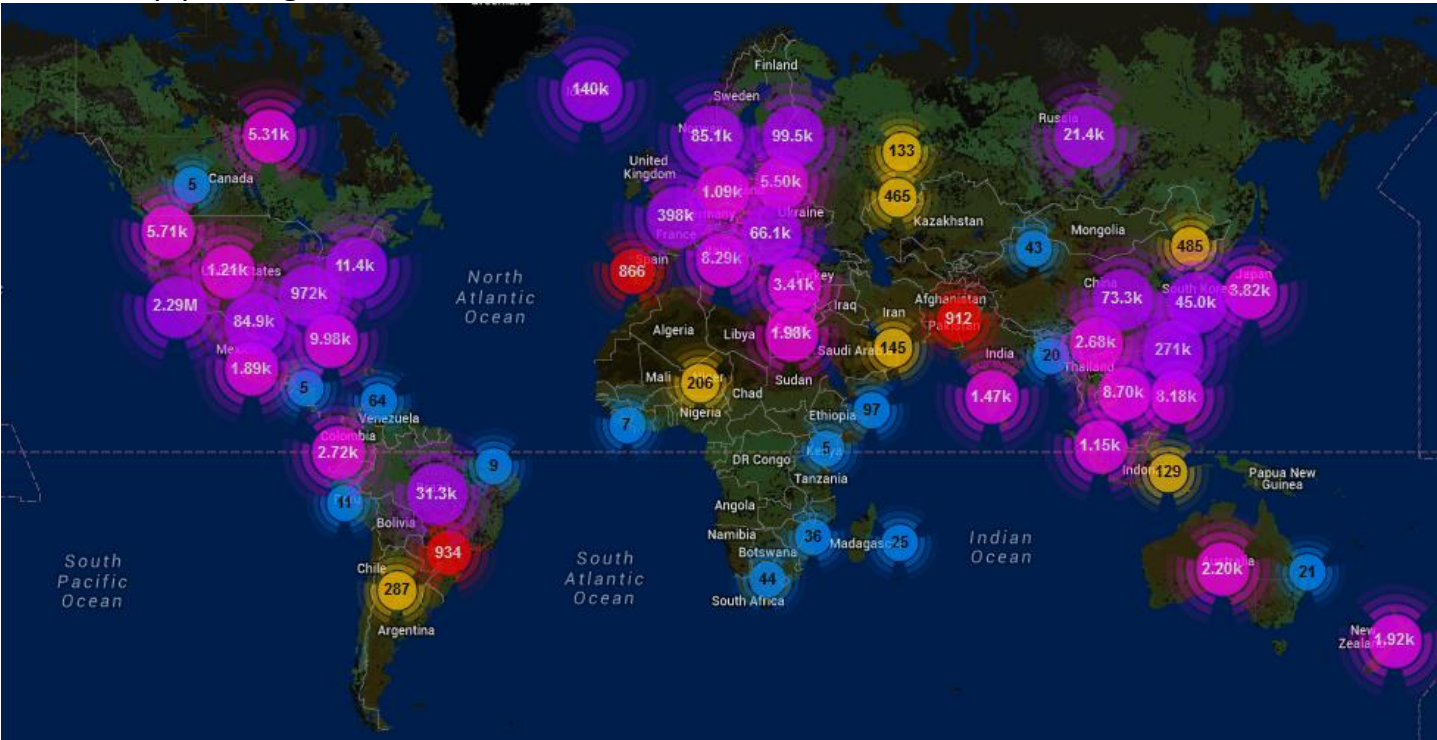 140k
Finland
Sweden
5.31k
85.1k
99.5k
Russia
21.4k
133
United
Kingdom
5
Canada
1.09k
5.50k
465
398k
Ukraine
Kazakhstan
5.71k
France
66.1k
Mongolia
43
485
1.21k
11.4k
8.29k
866
Spain
Turkey
3.41k
North
Atlantic
Ocean
972k
2.29M
84.9k
9.98k
1.89k
Iraq
Iran
Afghanistan
912
Pakistan
China
73.3k
South Kore
45.0k
Japan
3.82k
Algeria
Libya
1.98k
Saudi Arabia
145
India
20
2.68k
271k
Thailand
Mali
206
Chad
Sudan
5
64
Venezuela
Nigeria
Ethiopia
97
1.47k
8.70k
8.18k
7
Colombia
2.72k
9
DR Congo
5
Kenya
Tanzania
1.15k
129
Papua New
Guinea
11
31.3k
Bolivia
Angola
Namibia
Botswana
36
Madagasc
25
Indian
Ocean
934
Chile
287
Argentina
South
Pacific
Ocean
South
Atlantic
Ocean
44
South Africa
2.20k
Australia
21
New
Zealand
1.92k